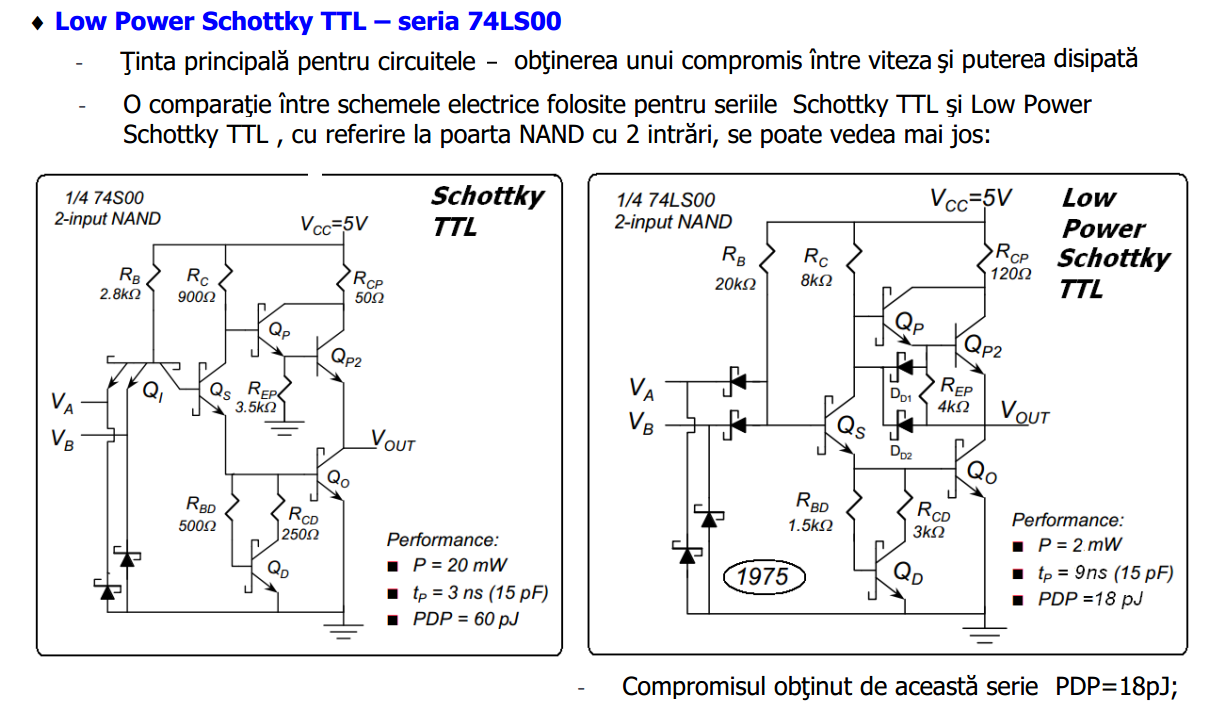 ♦ Low Power Schottky TTL – seria 74LS00
- Ţinta principală pentru circuitele – obţinerea unui compromis între viteza şi puterea disipată
- O comparaţie între schemele electrice folosite pentru seriile Schottky TTL şi Low Power
Schottky TTL , cu referire la poarta NAND cu 2 intrări, se poate vedea mai jos:
1/4 74S00
2-input NAND
Schottky
TTL
VCC=5V
RB
2.8kΩ
RC
900Ω
RCP
50Ω
QP
QP2
QI
QS
REP
3.5kΩ
VA
VB
VOUT
QO
RBD
500Ω
RCD
250Ω
QD
Performance:
■ P = 20 mW
■ tP = 3 ns (15 pF)
■ PDP = 60 pJ
1/4 74LS00
2-input NAND
VCC=5V
Low
Power
Schottky
TTL
RB
20kΩ
RC
8kΩ
RCP
120Ω
QP
QP2
VA
VB
DD1
REP
4kΩ
VOUT
QS
DD2
QO
RBD
1.5kΩ
RCD
3kΩ
QD
1975
Performance:
■ P = 2 mW
■ tP = 9ns (15 pF)
■ PDP =18 pJ
- Compromisul obţinut de această serie PDP=18pJ;